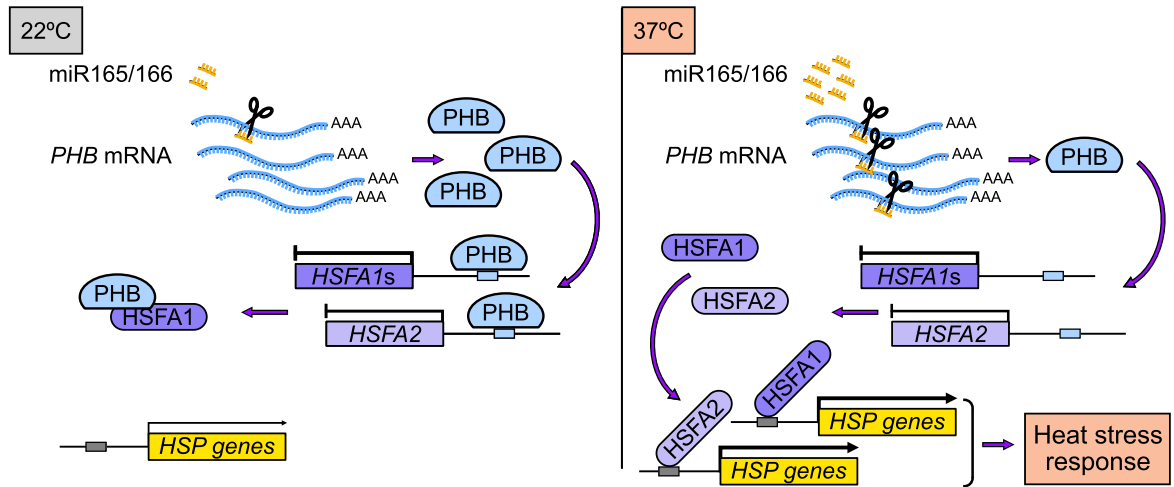 22ºC
miR165/166
AAA
PHB mRNA
AAA
AAA
AAA
PHB
PHB
PHB
PHB
HSFA1s
PHB
HSFA2
PHB
HSFA1
HSP genes
37ºC
miR165/166
AAA
PHB mRNA
AAA
AAA
AAA
PHB
HSFA1
HSFA1s
HSFA2
HSFA2
HSFA1
HSP genes
HSFA2
HSP genes
Heat stress
response